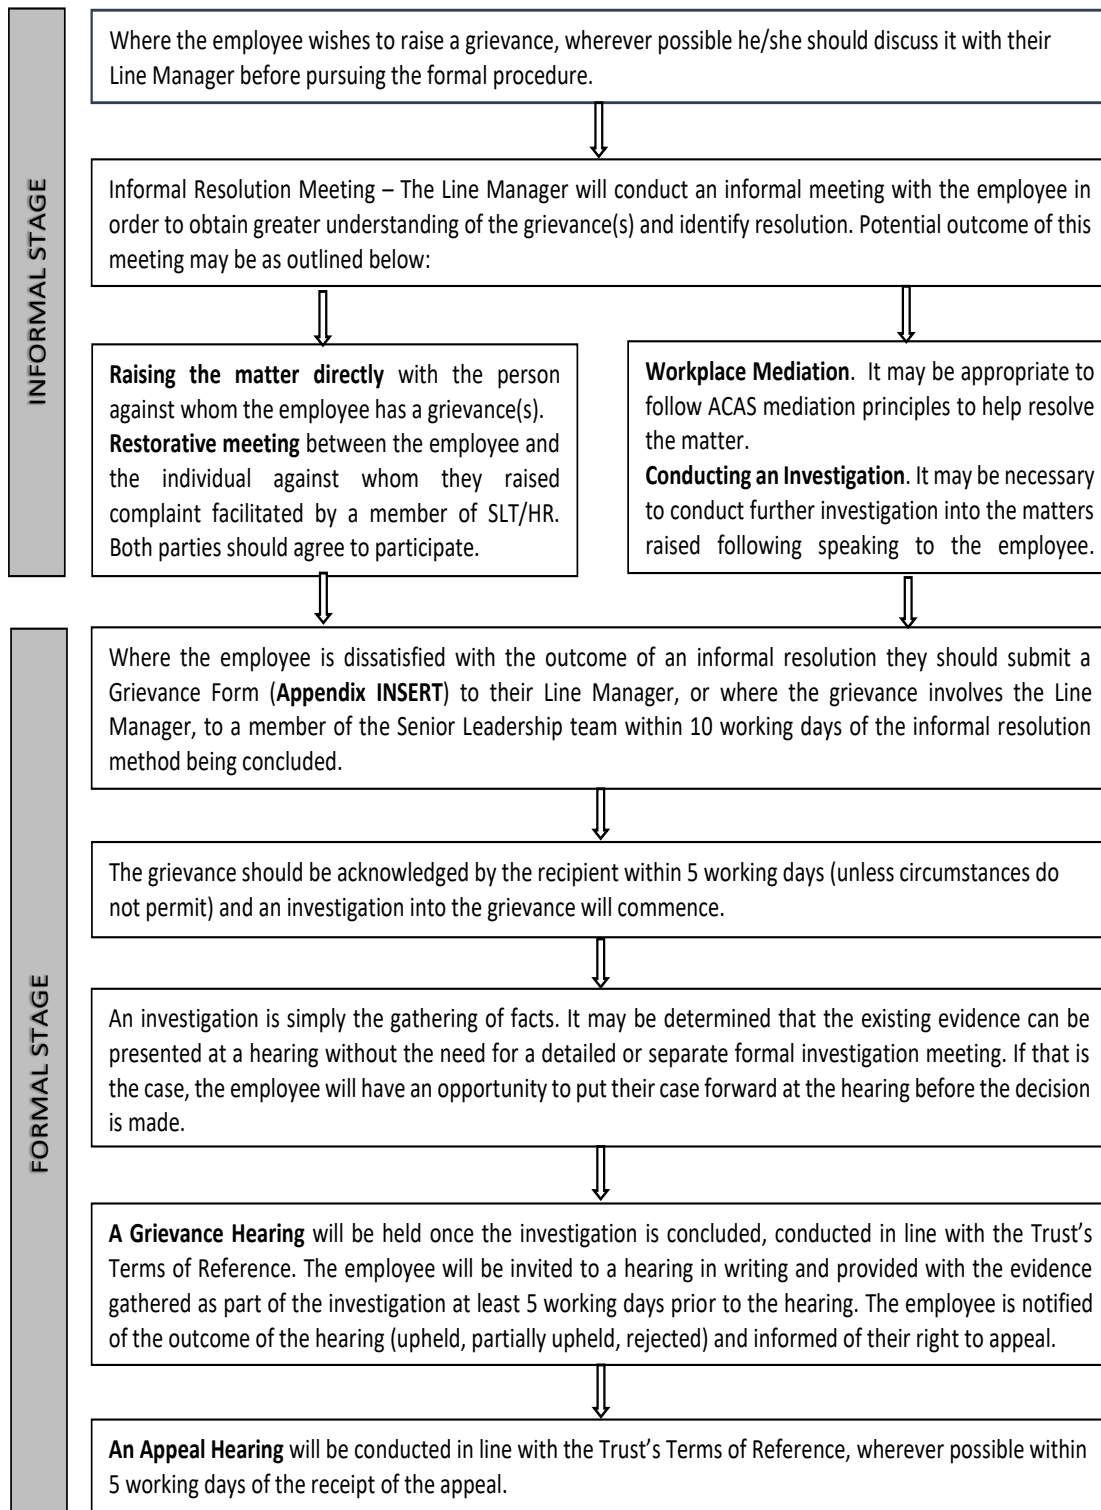 INFORMAL STAGE
Where the employee wishes to raise a grievance, wherever possible he/she should discuss it with their
Line Manager before pursuing the formal procedure.
Informal Resolution Meeting – The Line Manager will conduct an informal meeting with the employee in
order to obtain greater understanding of the grievance(s) and identify resolution. Potential outcome of this
meeting may be as outlined below:
Raising the matter directly with the person
against whom the employee has a grievance(s).
Restorative meeting between the employee and
the individual against whom they raised
complaint facilitated by a member of SLT/HR.
Both parties should agree to participate.
Workplace Mediation. It may be appropriate to
follow ACAS mediation principles to help resolve
the matter.
Conducting an Investigation. It may be necessary
to conduct further investigation into the matters
raised following speaking to the employee.
FORMAL STAGE
Where the employee is dissatisfied with the outcome of an informal resolution they should submit a
Grievance Form (Appendix INSERT) to their Line Manager, or where the grievance involves the Line
Manager, to a member of the Senior Leadership team within 10 working days of the informal resolution
method being concluded.
The grievance should be acknowledged by the recipient within 5 working days (unless circumstances do
not permit) and an investigation into the grievance will commence.
An investigation is simply the gathering of facts. It may be determined that the existing evidence can be
presented at a hearing without the need for a detailed or separate formal investigation meeting. If that is
the case, the employee will have an opportunity to put their case forward at the hearing before the decision
is made.
A Grievance Hearing will be held once the investigation is concluded, conducted in line with the Trust’s
Terms of Reference. The employee will be invited to a hearing in writing and provided with the evidence
gathered as part of the investigation at least 5 working days prior to the hearing. The employee is notified
of the outcome of the hearing (upheld, partially upheld, rejected) and informed of their right to appeal.
An Appeal Hearing will be conducted in line with the Trust’s Terms of Reference, wherever possible within
5 working days of the receipt of the appeal.